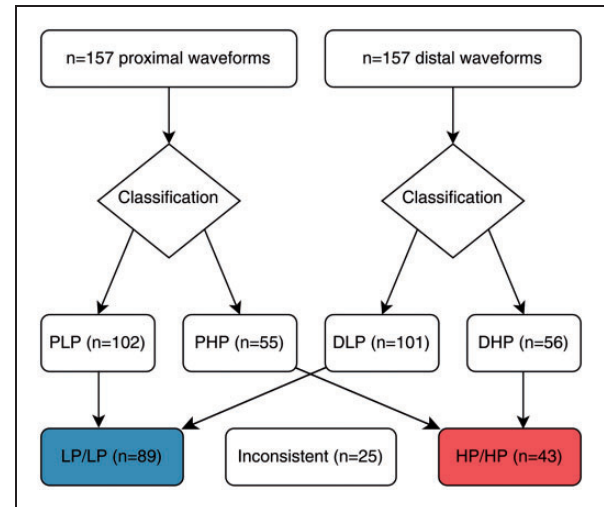 n=157 proximal waveforms
n=157 distal waveforms
Classification
Classification
PLP (n=102)
PHP (n=55)
DLP (n=101)
DHP (n=56)
LP/LP (n=89)
Inconsistent (n=25)
HP/HP (n=43)